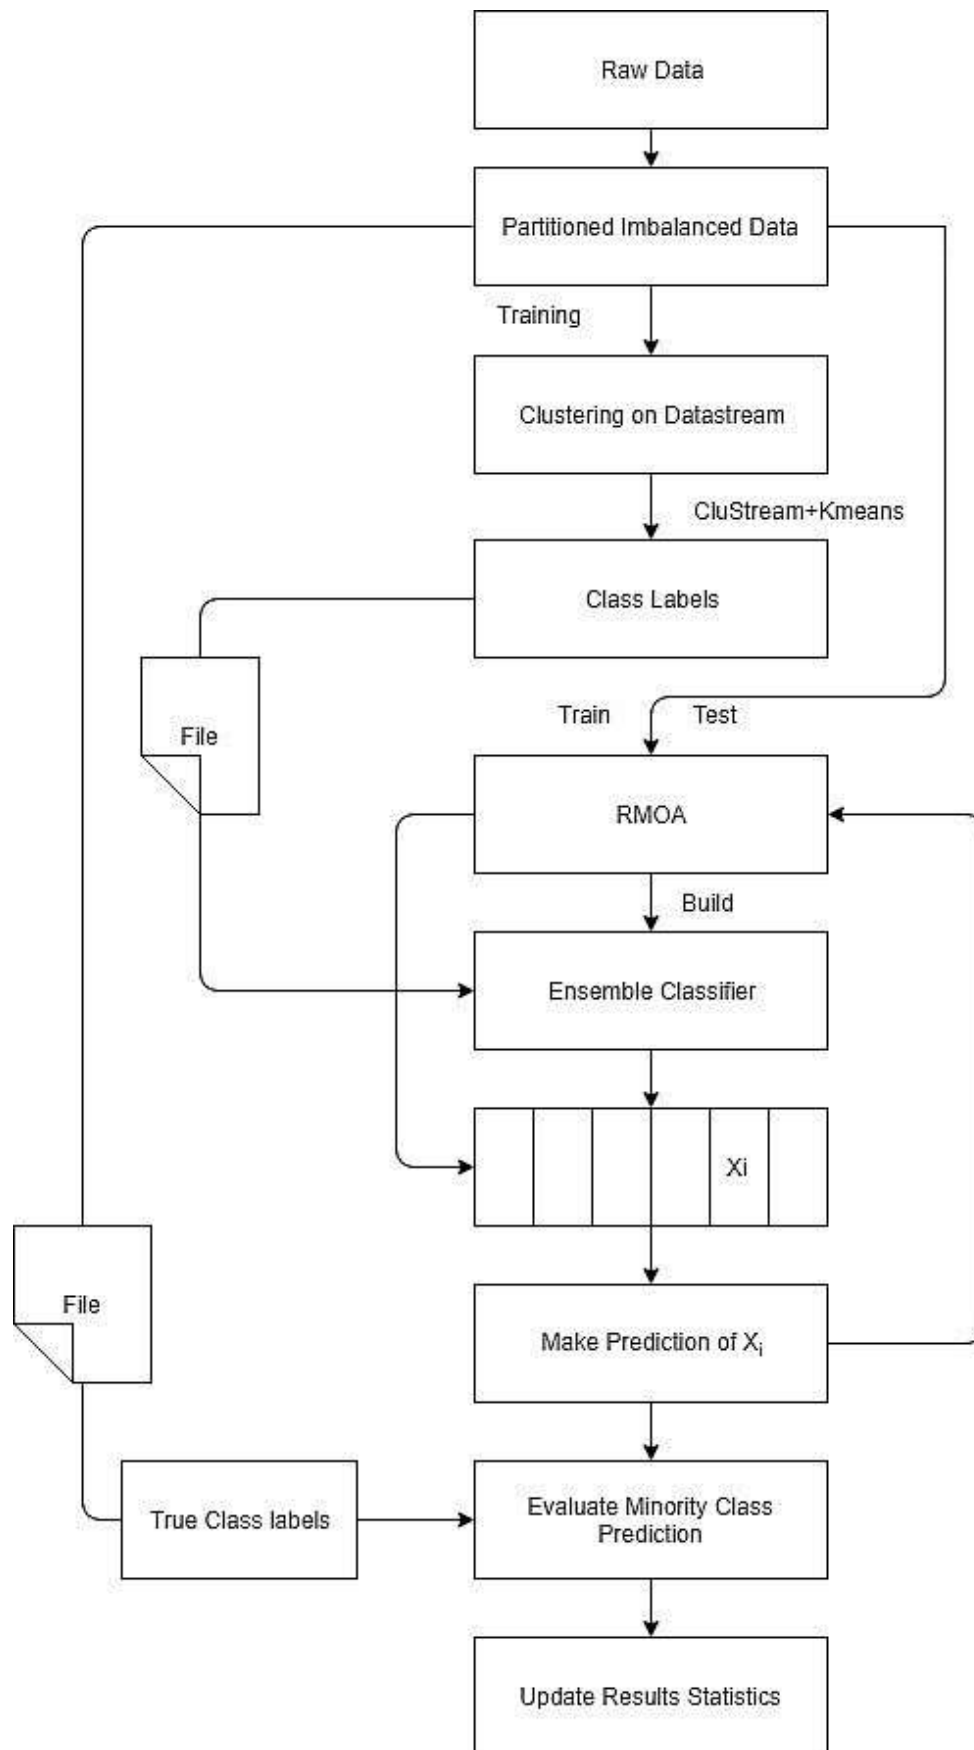 Raw Data
Partitioned Imbalanced Data
Training
Clustering on Datastream
CluStream+Kmeans
Class Labels
File
Train
Test
RMOA
Build
Ensemble Classifier
Xi
File
Make Prediction of Xi
True Class labels
Evaluate Minority Class
Prediction
Update Results Statistics